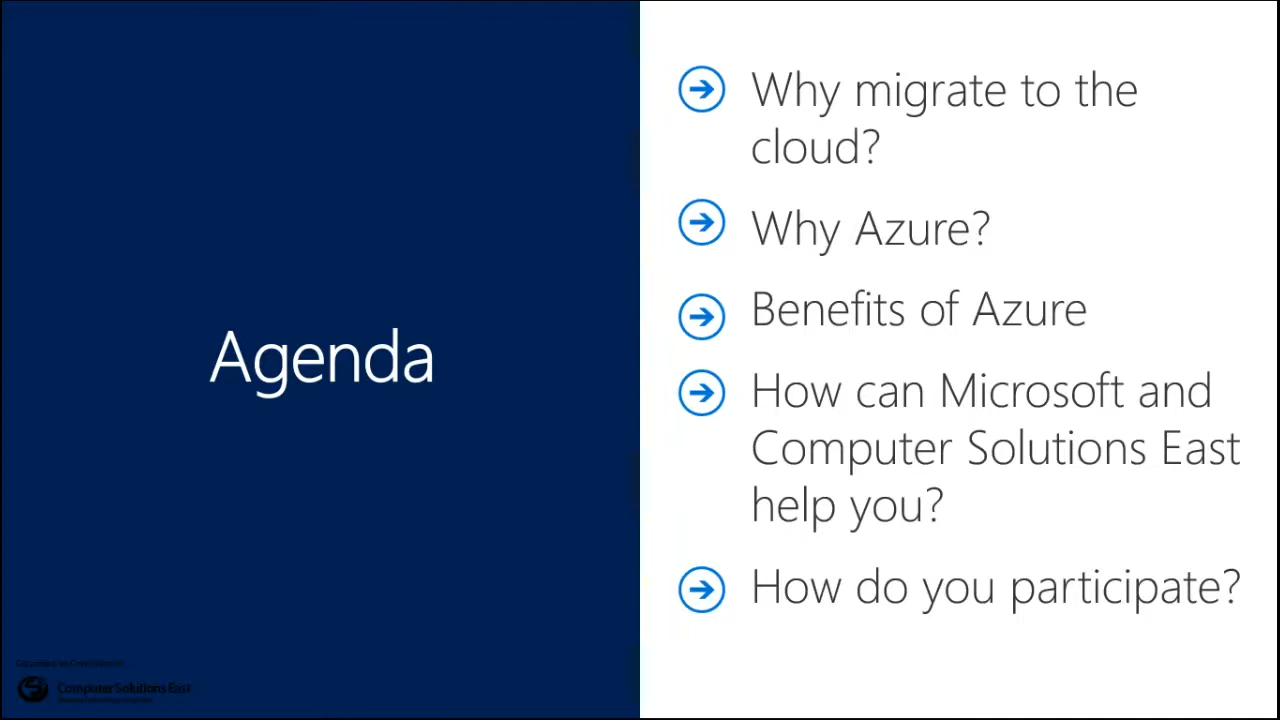 Agenda
Why migrate to the
cloud?
Why Azure?
Benefits of Azure
How can Microsoft and
Computer Solutions East
help you?
How do you participate?
Computer Solutions East